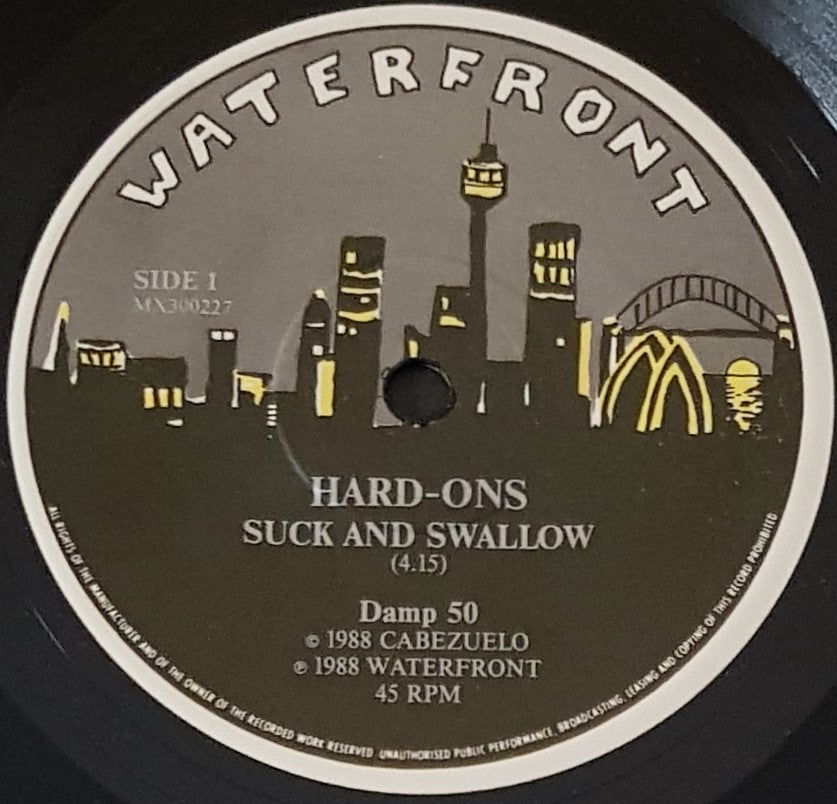 WATERFRONT
SIDE 1
MX300227
HARD-ONS
SUCK AND SWALLOW
(4.15)
Damp 50
© 1988 CABEZUELO
℗ 1988 WATERFRONT
45 RPM
ALL RIGHTS OF THE MANUFACTURER AND OF THE OWNER OF THE RECORDED WORK RESERVED. UNAUTHORISED PUBLIC PERFORMANCE, BROADCASTING, LEASING AND COPYING OF THIS RECORD PROHIBITED